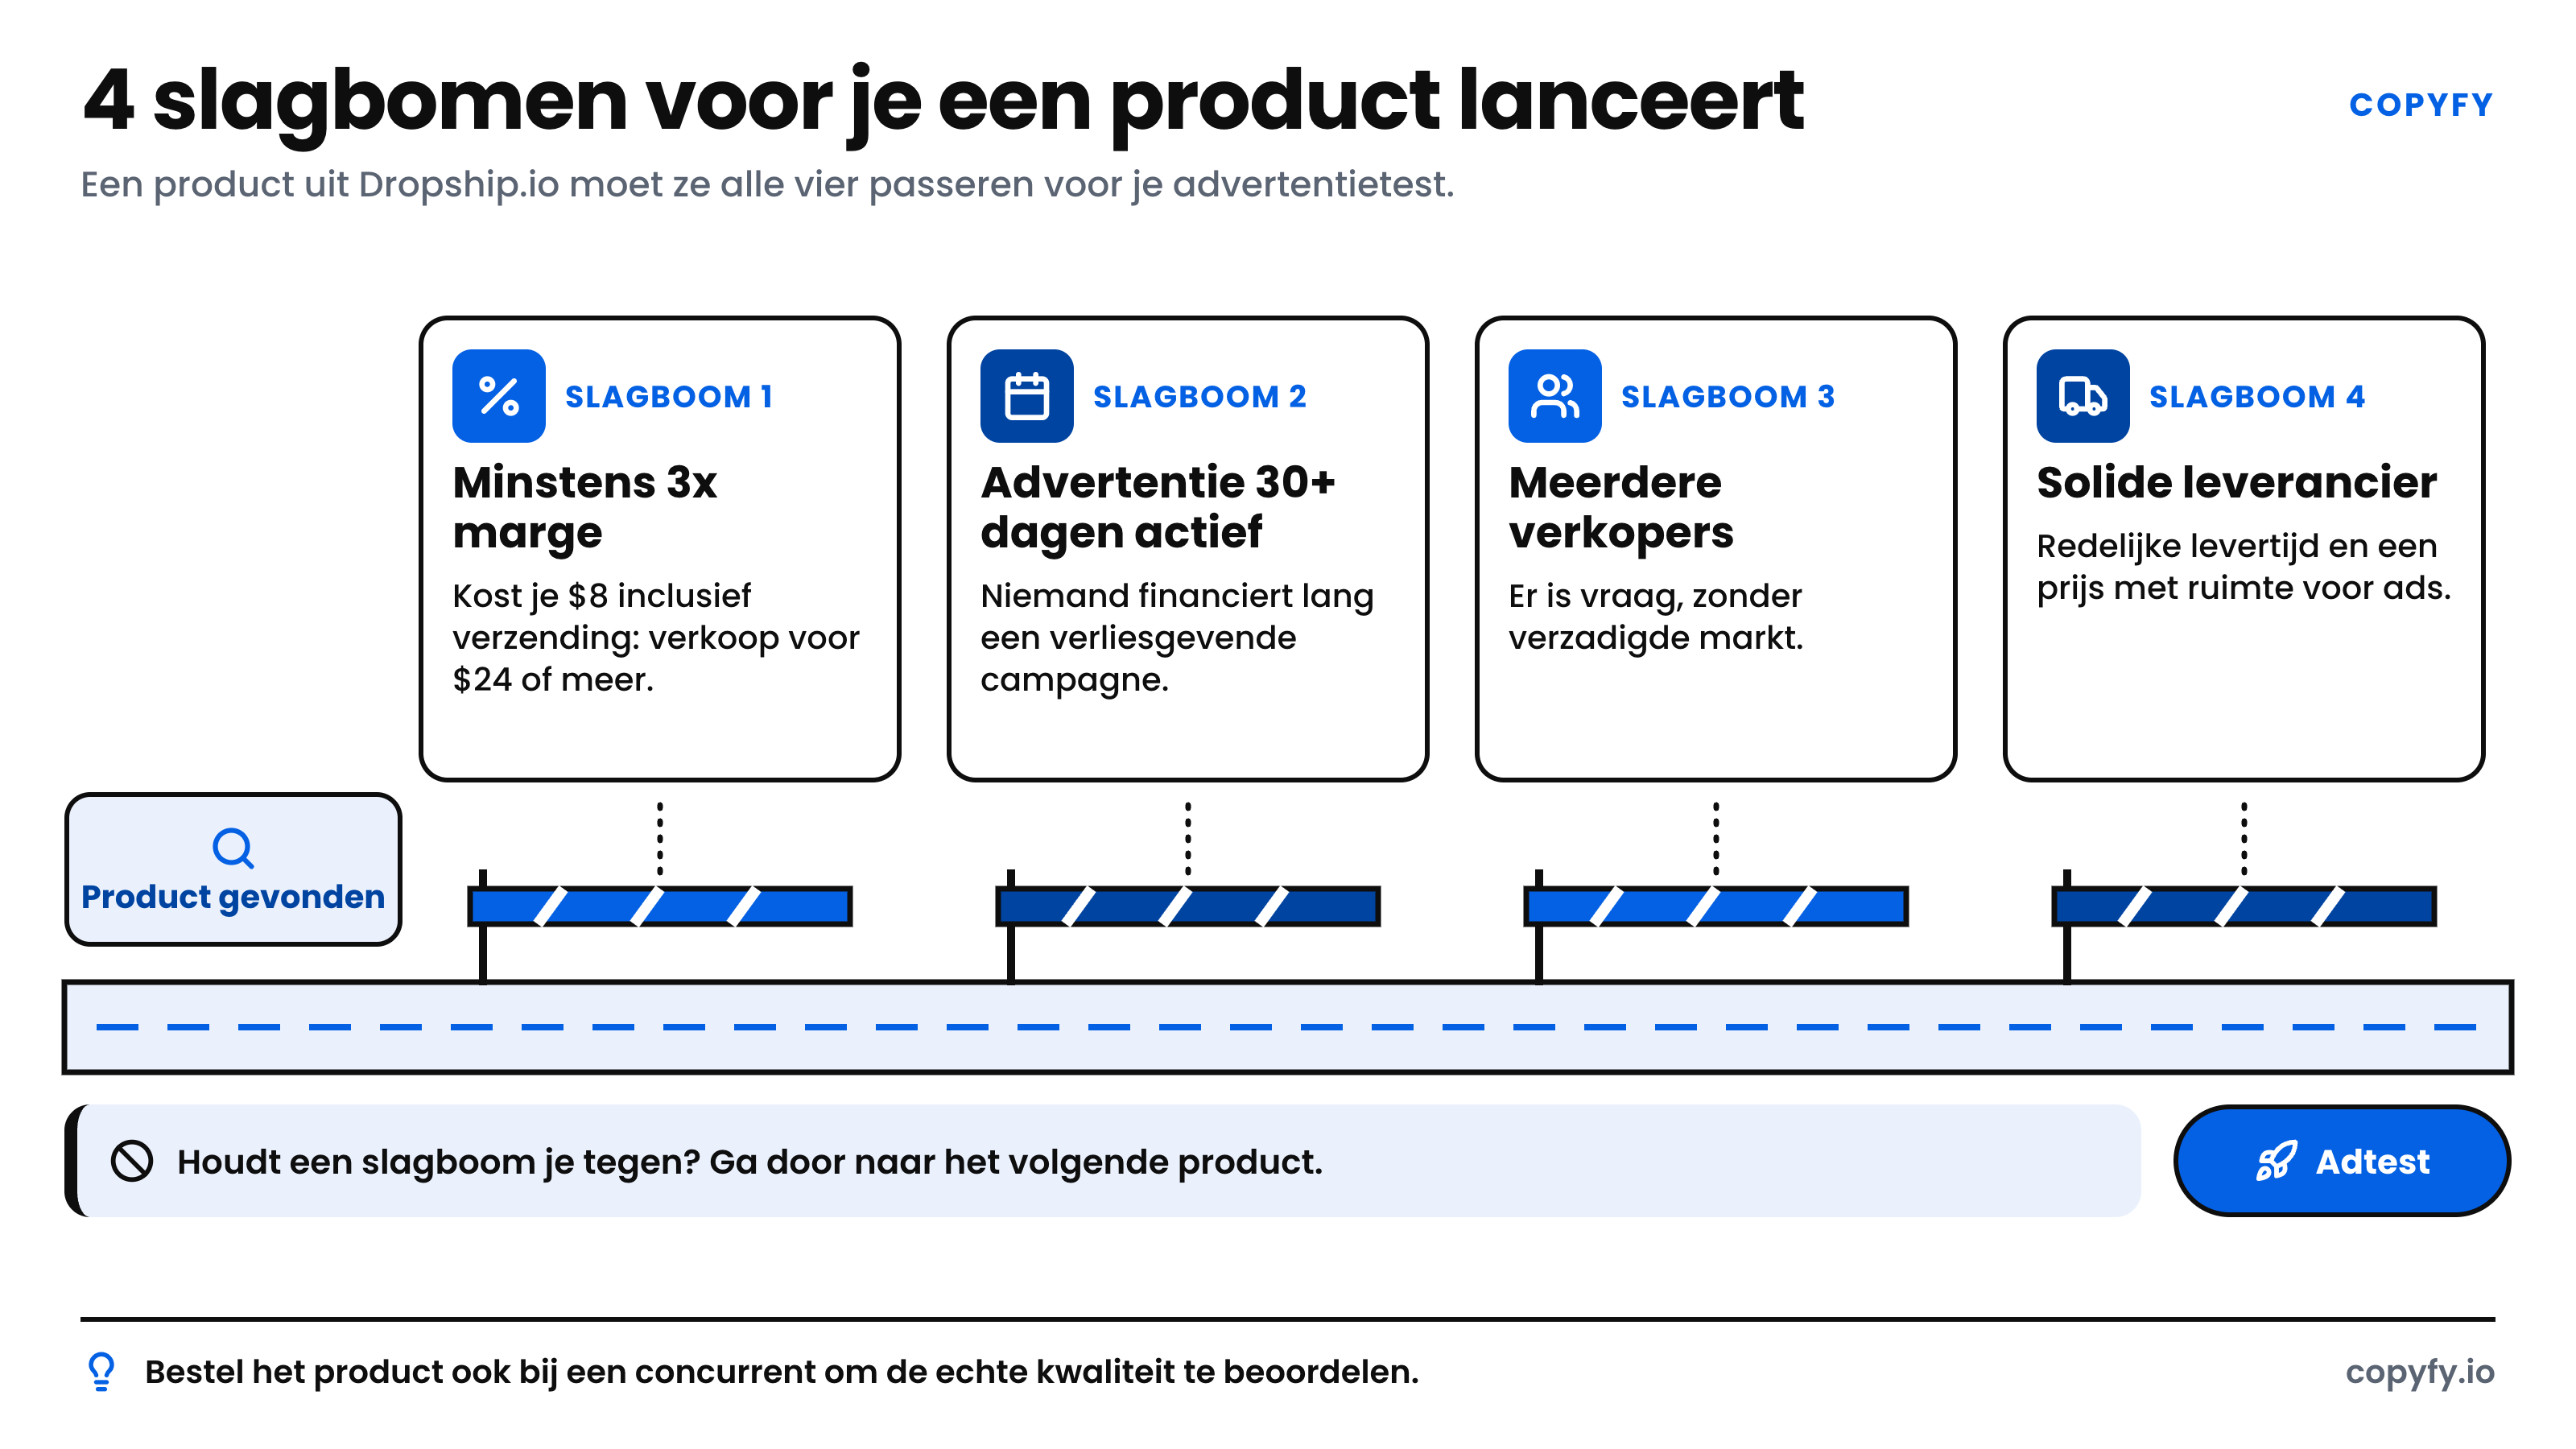 4 slagbomen voor je een product lanceert
COPYFY
Een product uit Dropship.io moet ze alle vier passeren voor je advertentietest.
SLAGBOOM 1
Minstens 3x
marge
Kost je $8 inclusief
verzending: verkoop voor
$24 of meer.
SLAGBOOM 2
Advertentie 30+
dagen actief
Niemand financiert lang
een verliesgevende
campagne.
SLAGBOOM 3
Meerdere
verkopers
Er is vraag, zonder
verzadigde markt.
SLAGBOOM 4
Solide leverancier
Redelijke levertijd en een
prijs met ruimte voor ads.
Product gevonden
Houdt een slagboom je tegen? Ga door naar het volgende product.
Adtest
Bestel het product ook bij een concurrent om de echte kwaliteit te beoordelen.
copyfy.io